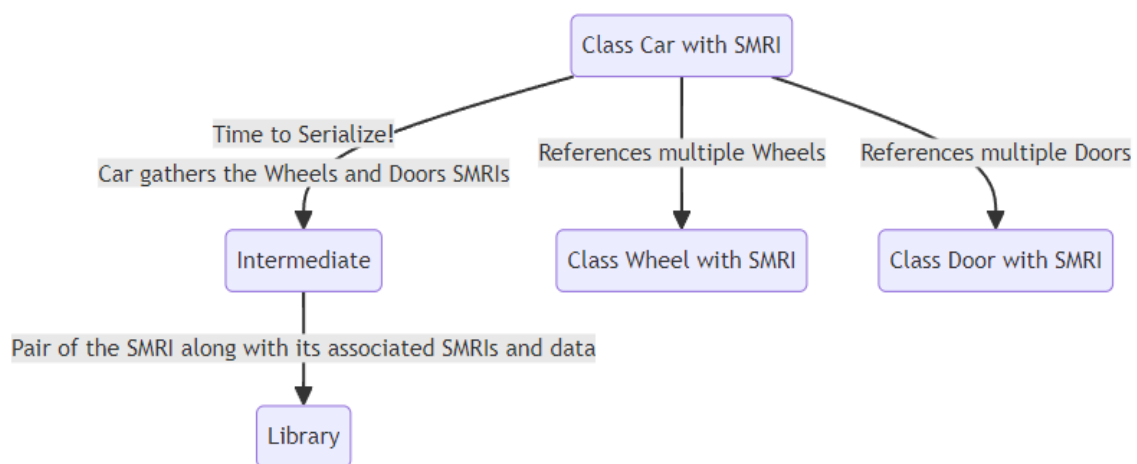 Class Car with SMRI
Time to Serialize!
Car gathers the Wheels and Doors SMRIs
References multiple Wheels
References multiple Doors
Intermediate
Class Wheel with SMRI
Class Door with SMRI
Pair of the SMRI along with its associated SMRIs and data
Library